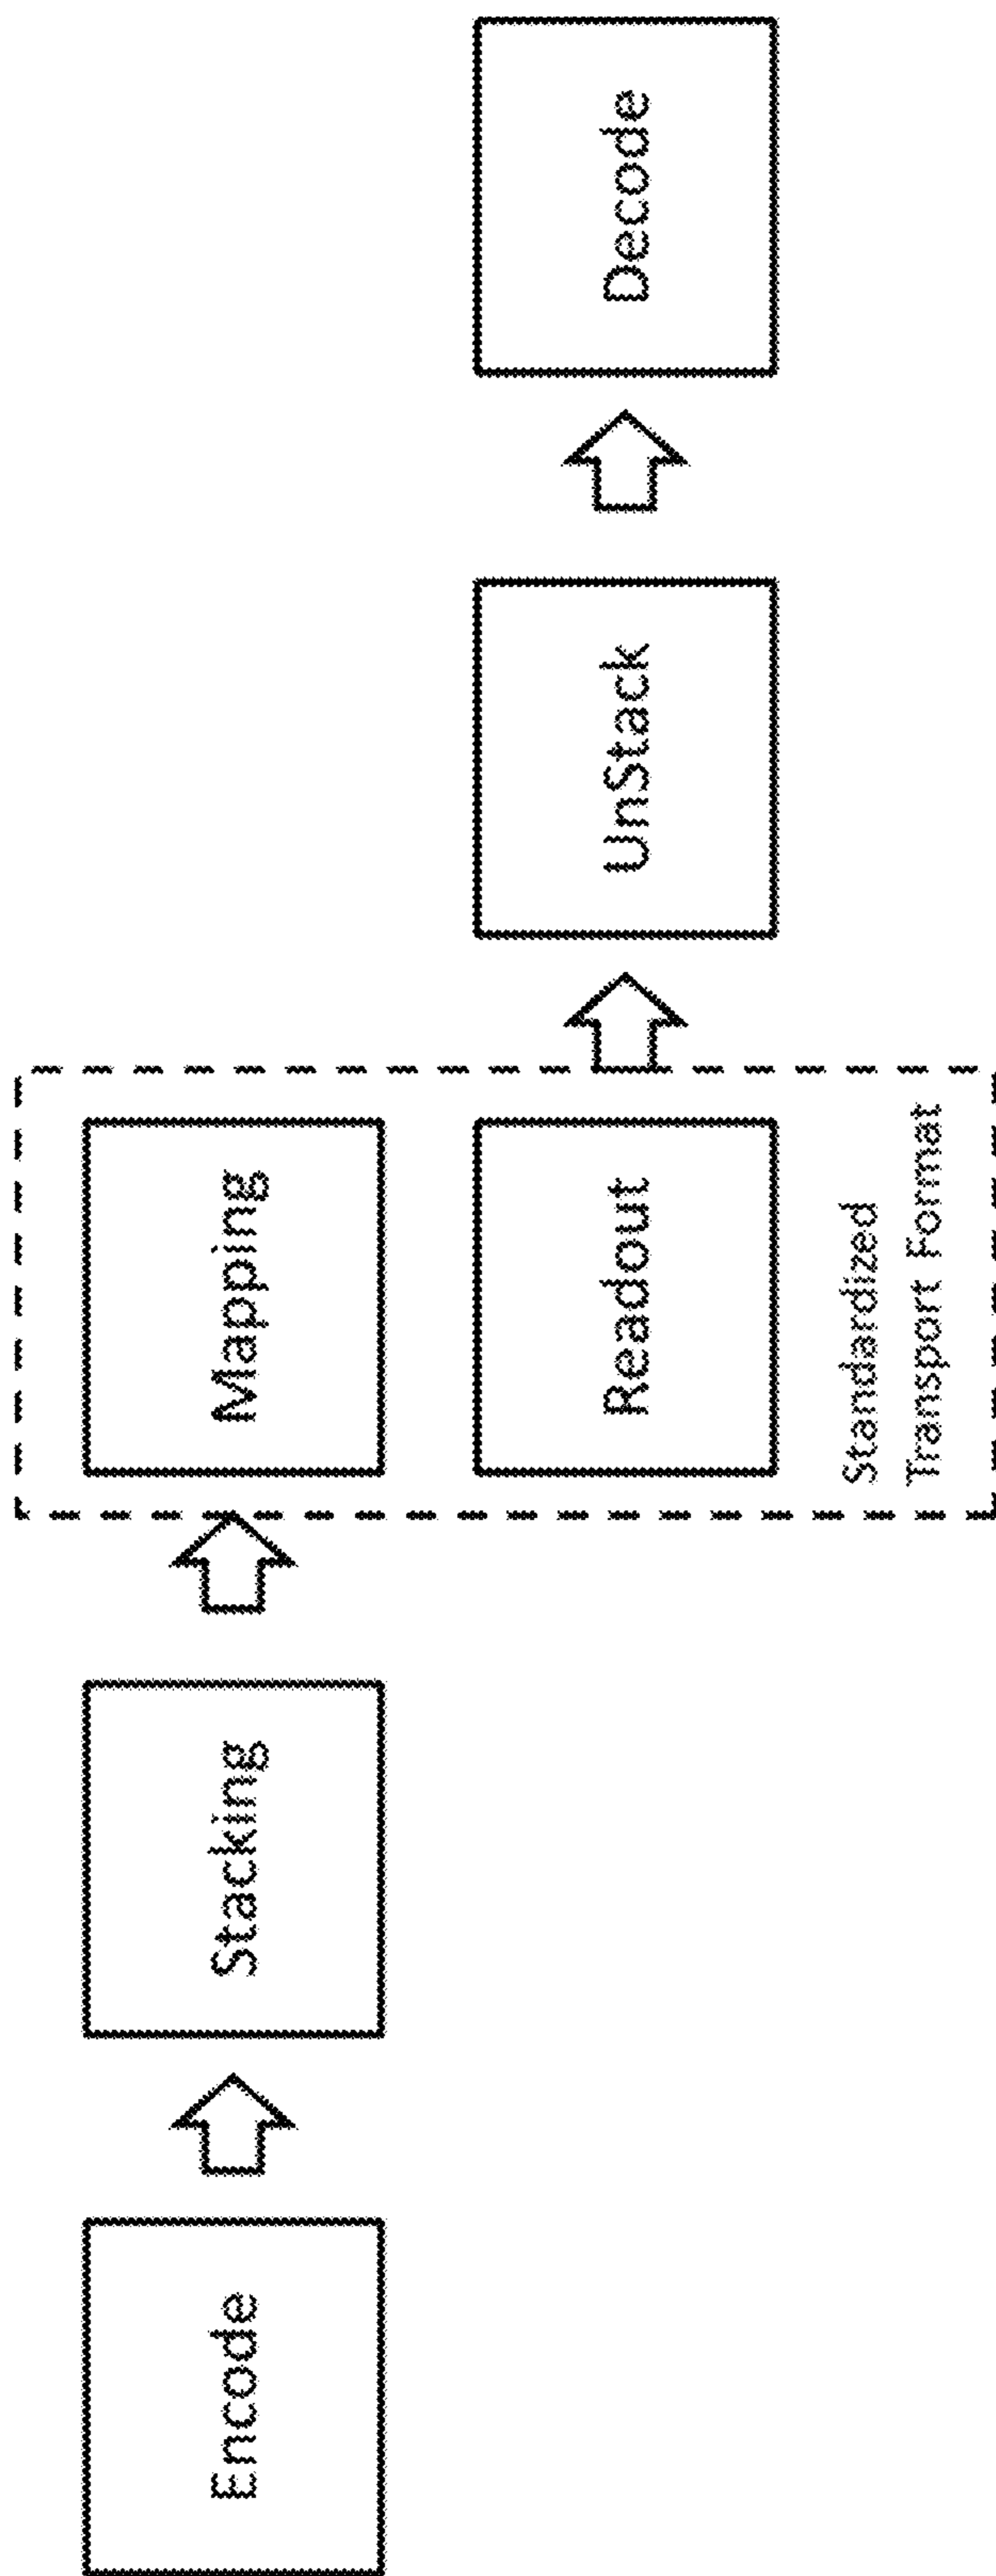 Encode
Stacking
Mapping
Readout
Standardized
Transport Format
UnStack
Decode